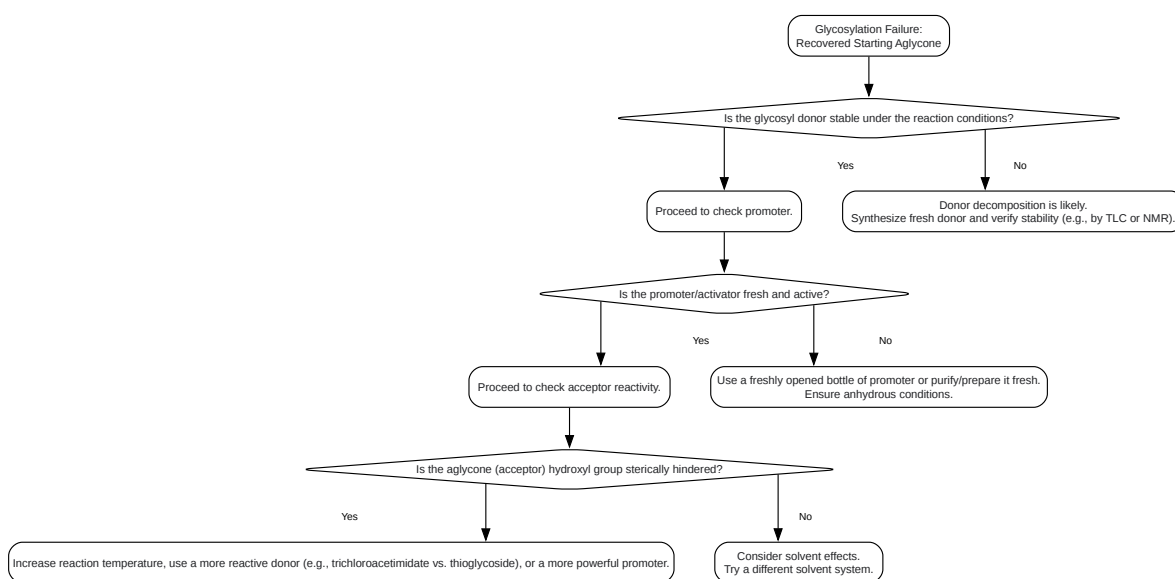 Glycosylation Failure:
Recovered Starting Aglycone
Is the glycosyl donor stable under the reaction conditions?
Yes
No
Proceed to check promoter.
Donor decomposition is likely.
Synthesize fresh donor and verify stability (e.g., by TLC or NMR).
Is the promoter/activator fresh and active?
Yes
No
Proceed to check acceptor reactivity.
Use a freshly opened bottle of promoter or purify/prepare it fresh.
Ensure anhydrous conditions.
Is the aglycone (acceptor) hydroxyl group sterically hindered?
Yes
No
Increase reaction temperature, use a more reactive donor (e.g., trichloroacetimidate vs. thioglycoside), or a more powerful promoter.
Consider solvent effects.
Try a different solvent system.